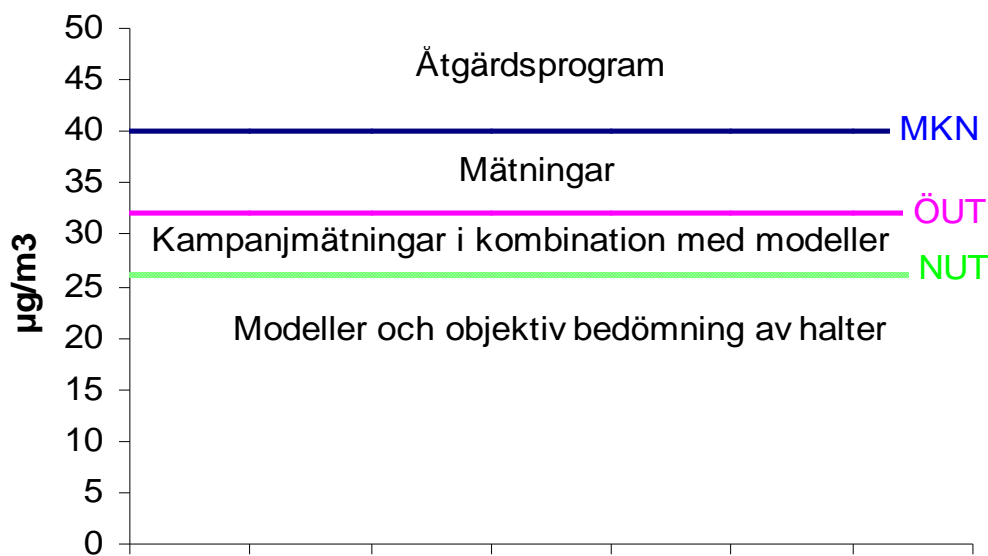 50
Åtgärdsprogram
45
40
MKN
Mätningar
35
ÖUT
30
Kampanjmätningar i kombination med modeller
NUT
25
Modeller och objektiv bedömning av halter
20
15
10
5
0
µg/m3